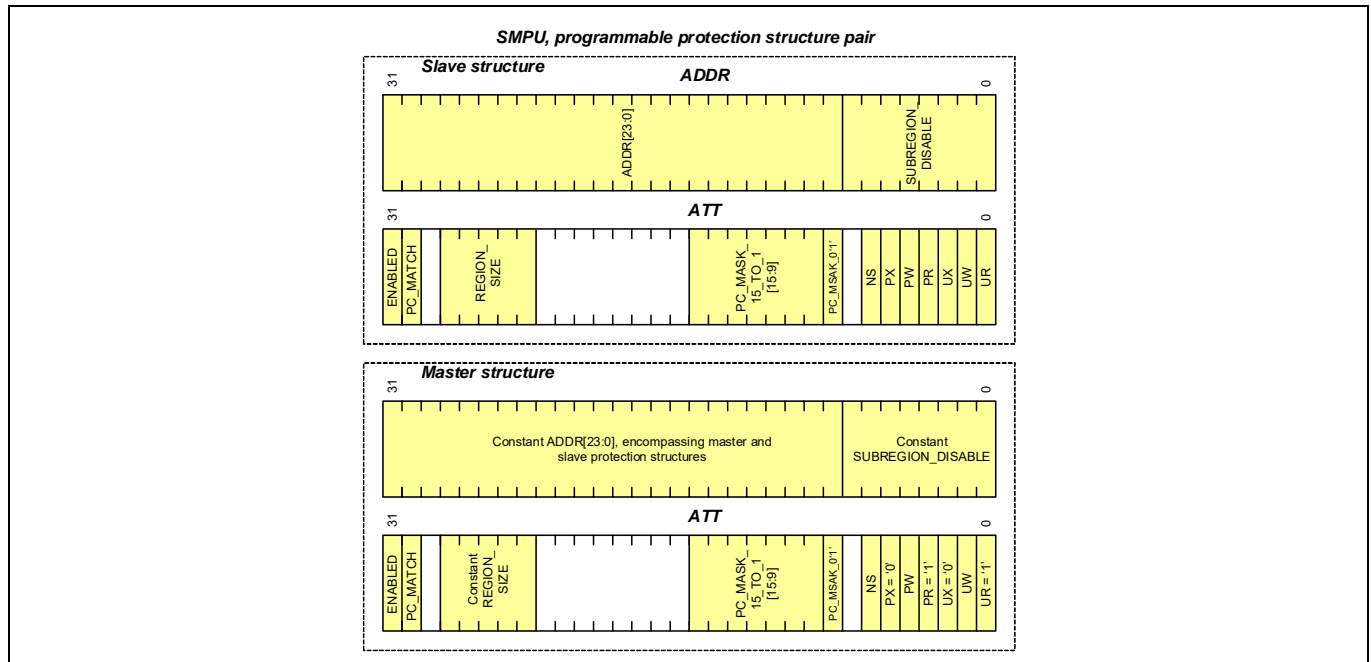 SMPU, programmable protection structure pair
Slave structure
ADDR
31
0
ADDR[23:0]
SUBREGION_
DISABLE
ATT
31
0
ENABLED
PC_MATCH
REGION_
SIZE
PC_MASK_
15_TO_1
[15:9]
PC_MSAK_0'1'
NS
PX
PW
PR
UX
UW
UR
Master structure
31
0
Constant ADDR[23:0], encompassing master and
slave protection structures
Constant
SUBREGION_DISABLE
ATT
31
0
ENABLED
PC_MATCH
Constant
REGION_
SIZE
PC_MASK_
15_TO_1
[15:9]
PC_MSAK_0'1'
NS
PX = '0'
PW
PR = '1'
UX = '0'
UW
UR = '1'